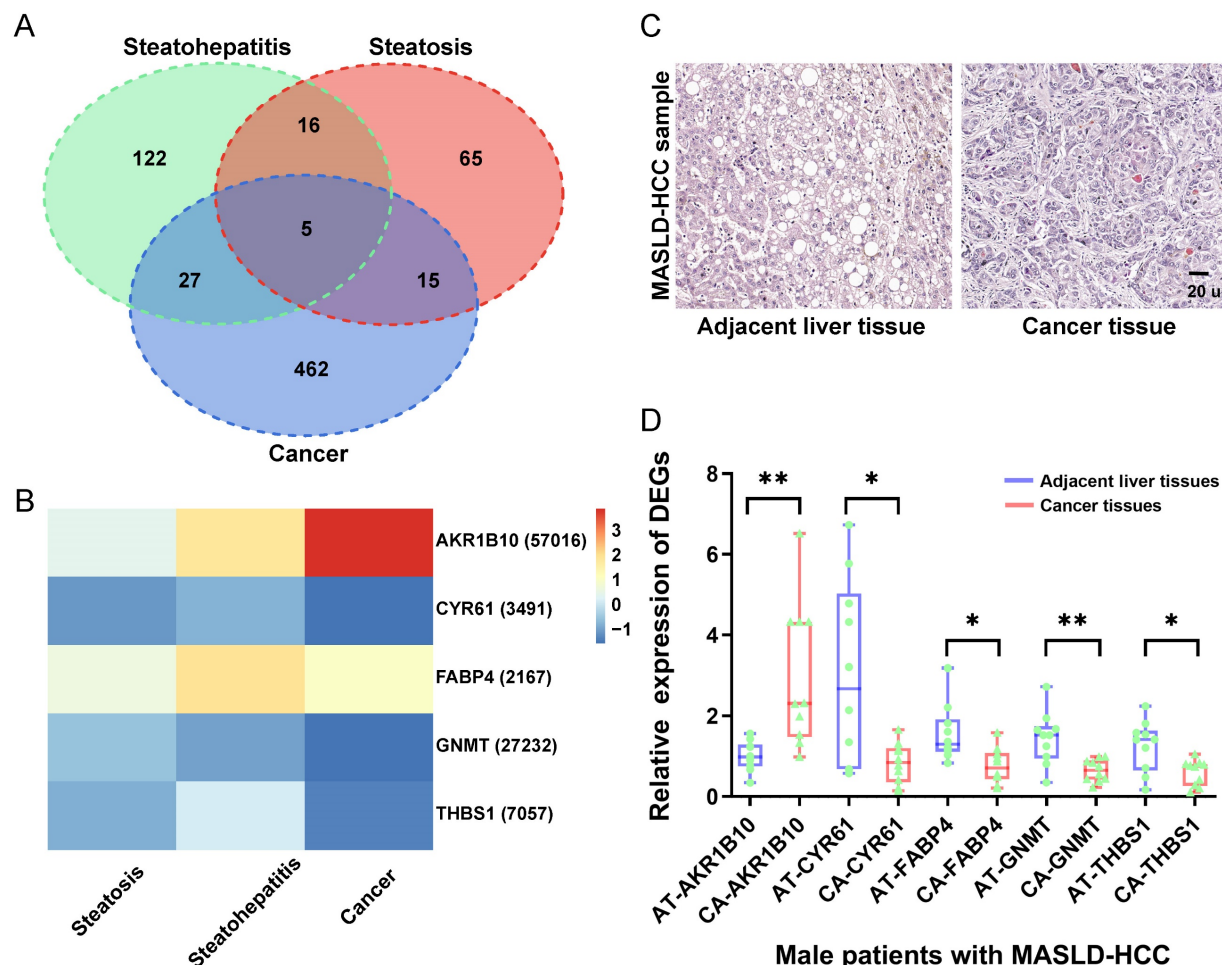 A
Steatohepatitis
Steatosis
16
122
65
5
27
15
462
Cancer
B
3
2
1
0
−1
AKR1B10 (57016)
CYR61 (3491)
FABP4 (2167)
GNMT (27232)
THBS1 (7057)
Steatosis
Steatohepatitis
Cancer
C
MASLD-HCC sample
20 u
Adjacent liver tissue
Cancer tissue
D
Relative expression of DEGs
8
6
4
2
0
** * * ** *
Adjacent liver tissues
Cancer tissues
AT-AKR1B10
CA-AKR1B10
AT-CYR61
CA-CYR61
AT-FABP4
CA-FABP4
AT-GNMT
CA-GNMT
AT-THBS1
CA-THBS1
Male patients with MASLD-HCC